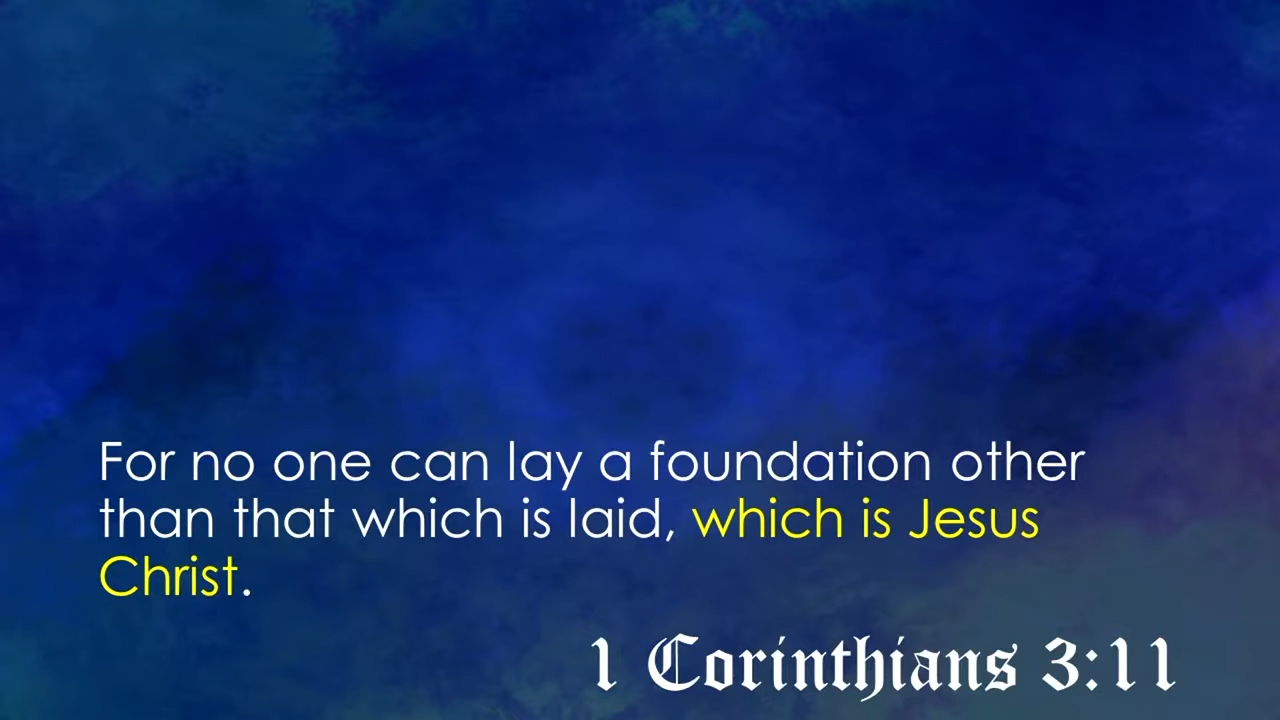 For no one can lay a foundation other
than that which is laid, which is Jesus
Christ.
1 Corinthians 3:11